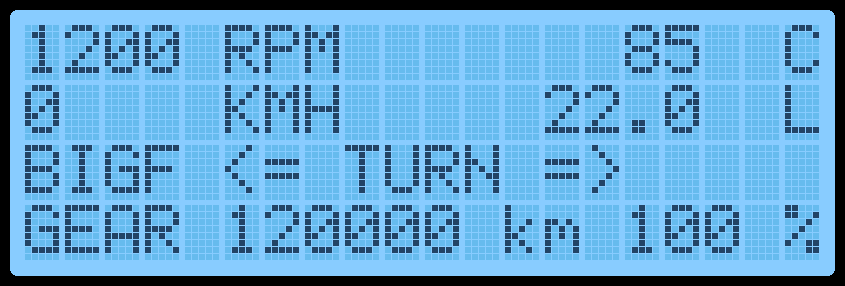 1200 RPM 85 C
0 KMH 22.0 L
BIGF <= TURN =>
GEAR 120000 km 100 %